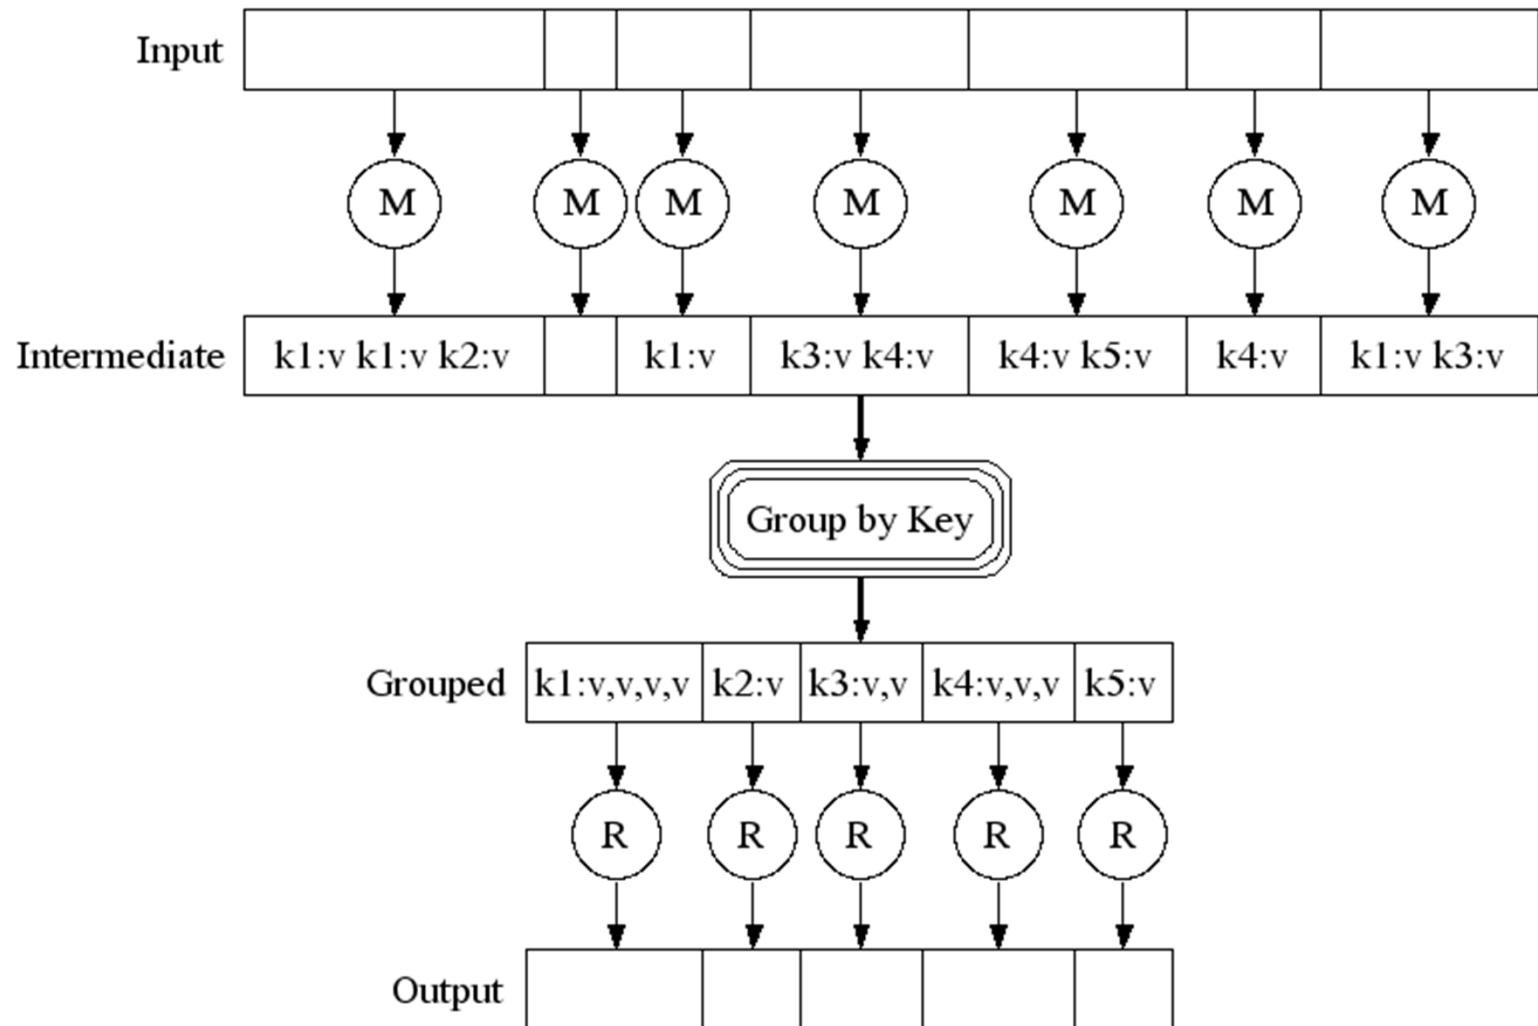 Input
M M M M M M M
Intermediate k1:v k1:v k2:v k1:v k3:v k4:v k4:v k5:v k4:v k1:v k3:v
Group by Key
Grouped k1:v,v,v,v k2:v k3:v,v k4:v,v,v k5:v
R R R R R
Output